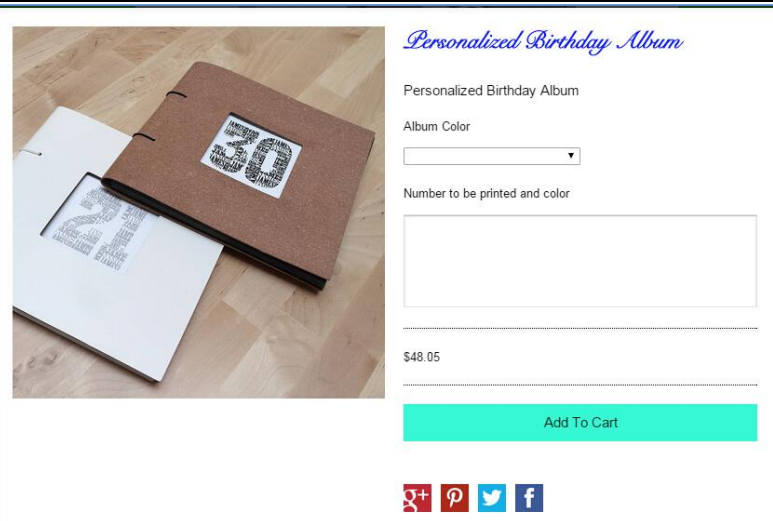 Personalized Birthday Album
Personalized Birthday Album
Album Color
Number to be printed and color
30
21
$48.05
Add To Cart
g+
f